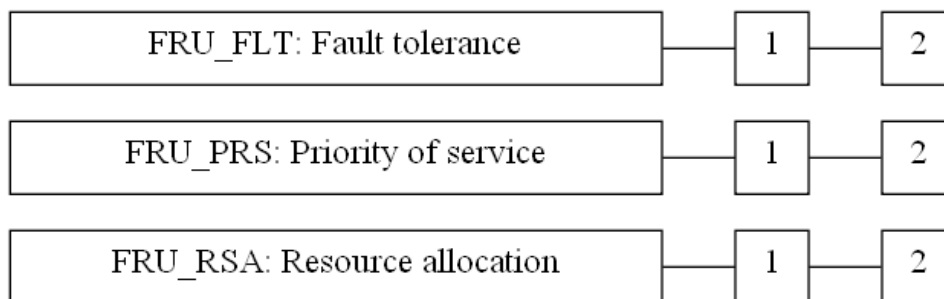 FRU_FLT: Fault tolerance 1 2
FRU_PRS: Priority of service 1 2
FRU_RSA: Resource allocation 1 2